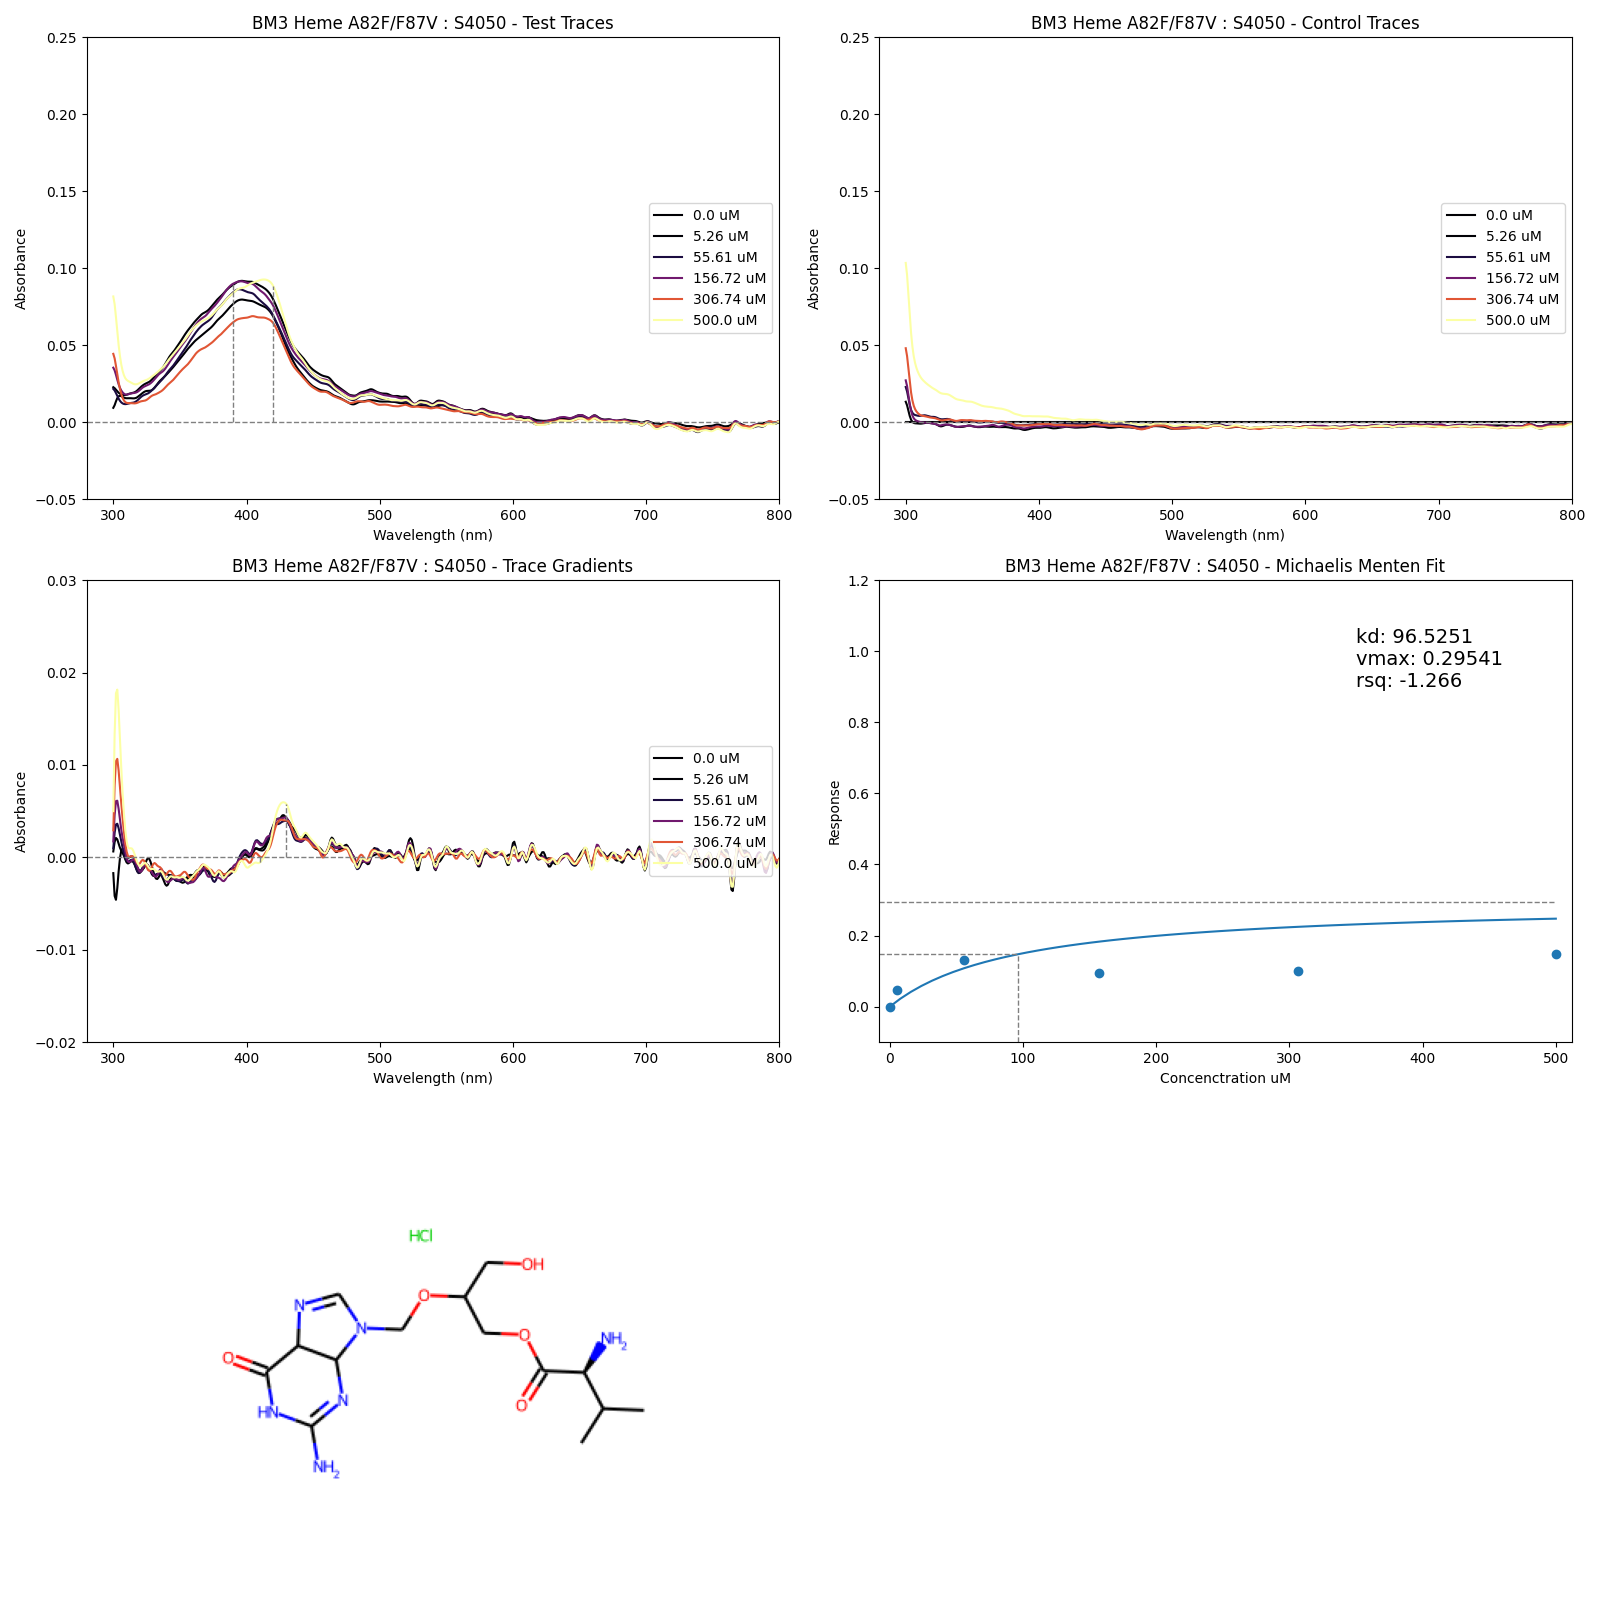 BM3 Heme A82F/F87V : S4050 - Test Traces
0.25
0.20
0.15
0.10
0.05
0.00
−0.05
Absorbance
300 400 500 600 700 800
Wavelength (nm)
0.0 uM
5.26 uM
55.61 uM
156.72 uM
306.74 uM
500.0 uM
BM3 Heme A82F/F87V : S4050 - Control Traces
0.25
0.20
0.15
0.10
0.05
0.00
−0.05
Absorbance
300 400 500 600 700 800
Wavelength (nm)
0.0 uM
5.26 uM
55.61 uM
156.72 uM
306.74 uM
500.0 uM
BM3 Heme A82F/F87V : S4050 - Trace Gradients
0.03
0.02
0.01
0.00
−0.01
−0.02
Absorbance
300 400 500 600 700 800
Wavelength (nm)
0.0 uM
5.26 uM
55.61 uM
156.72 uM
306.74 uM
500.0 uM
BM3 Heme A82F/F87V : S4050 - Michaelis Menten Fit
1.2
1.0
0.8
0.6
0.4
0.2
0.0
Response
0 100 200 300 400 500
Concenctration uM
kd: 96.5251
vmax: 0.29541
rsq: -1.266
HCl
OH
O
N
N
O
NH2
O
O
N
HN
O
NH2